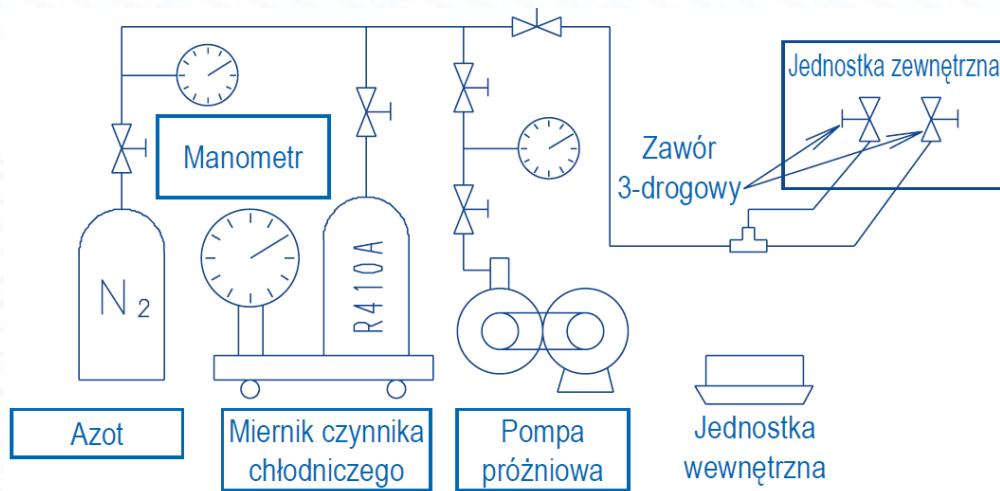 Jednostka zewnętrzna
Manometr
Zawór
3-drogowy
N2
R410A
Azot
Miernik czynnika
chłodniczego
Pompa
próżniowa
Jednostka
wewnętrzna